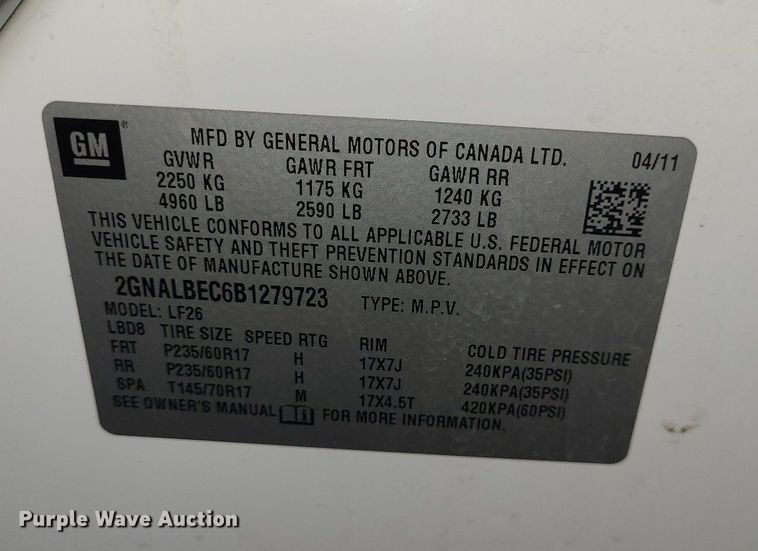 GM ®
MFD BY GENERAL MOTORS OF CANADA LTD. 04/11
GVWR GAWR FRT GAWR RR
2250 KG 1175 KG 1240 KG
4960 LB 2590 LB 2733 LB
THIS VEHICLE CONFORMS TO ALL APPLICABLE U.S. FEDERAL MOTOR
VEHICLE SAFETY AND THEFT PREVENTION STANDARDS IN EFFECT ON
THE DATE OF MANUFACTURE SHOWN ABOVE.
2GNALBEC6B1279723 TYPE: M.P.V.
MODEL: LF26
LBD8 TIRE SIZE SPEED RTG RIM COLD TIRE PRESSURE
FRT P235/60R17 H 17X7J 240KPA(35PSI)
RR P235/60R17 H 17X7J 240KPA(35PSI)
SPA T145/70R17 M 17X4.5T 420KPA(60PSI)
SEE OWNER'S MANUAL FOR MORE INFORMATION.
Purple Wave Auction